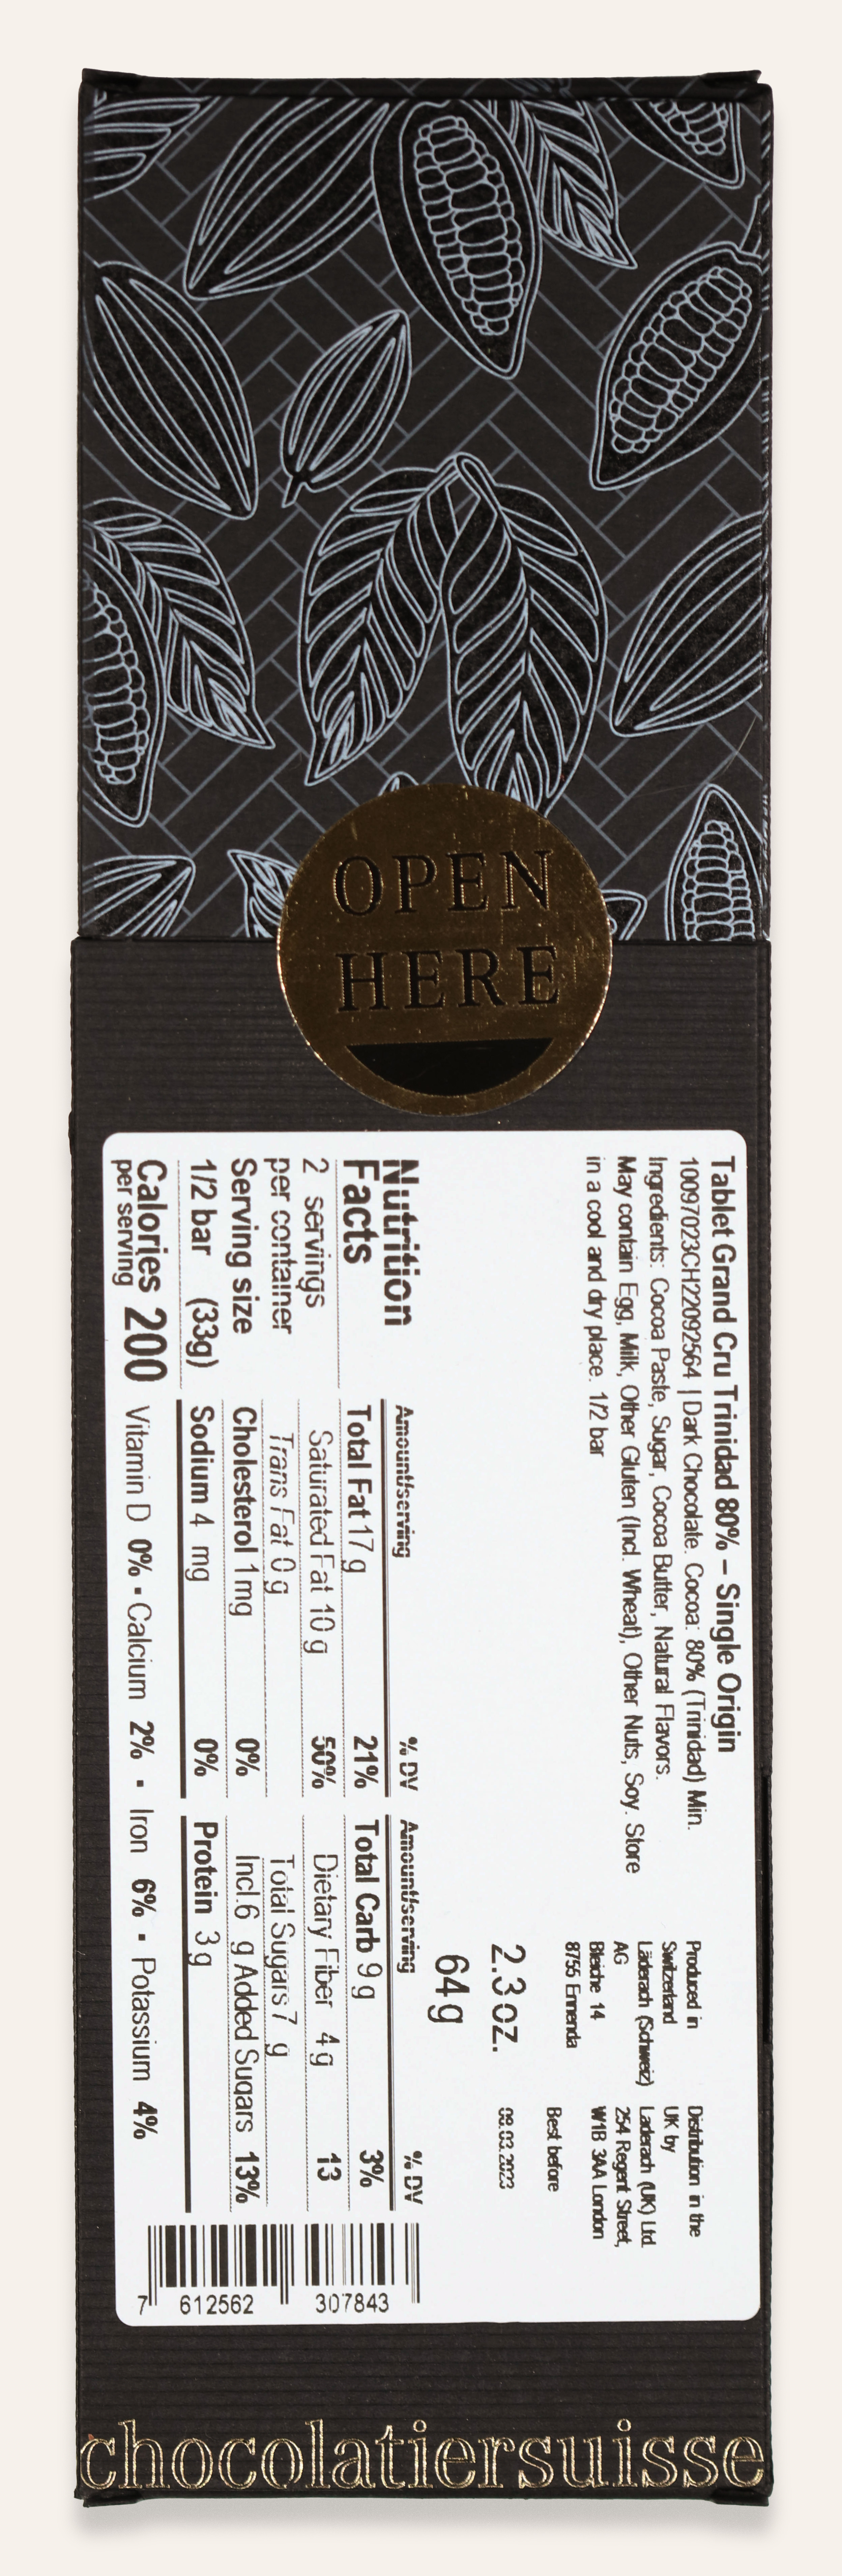 OPEN
HERE
Tablet Grand Cru Trinidad 80% – Single Origin
10097023CH22092564 | Dark Chocolate. Cocoa: 80% (Trinidad) Min.
Ingredients: Cocoa Paste, Sugar, Cocoa Butter, Natural Flavors.
May contain Egg, Milk, Other Gluten (Incl. Wheat), Other Nuts, Soy. Store
in a cool and dry place. 1/2 bar
Produced in
Switzerland
Läderach (Schweiz)
AG
Bleiche 14
8755 Ennenda
Distribution in the
UK by
Läderach (UK) Ltd.
254 Regent Street,
W1B 3AA London
Best before
08.03.2023
2.3 oz.
64 g
Nutrition
Facts
2 servings
per container
Serving size
1/2 bar (33g)
Calories 200
per serving
Amount/serving % DV
Total Fat 17 g 21%
Saturated Fat 10 g 50%
Trans Fat 0 g
Cholesterol 1 mg 0%
Sodium 4 mg 0%
Amount/serving % DV
Total Carb 9 g 3%
Dietary Fiber 4 g 13
Total Sugars 7 g
Incl. 6 g Added Sugars 13%
Protein 3 g
Vitamin D 0% ▪ Calcium 2% ▪ Iron 6% ▪ Potassium 4%
7 612562 307843
chocolatiersuisse